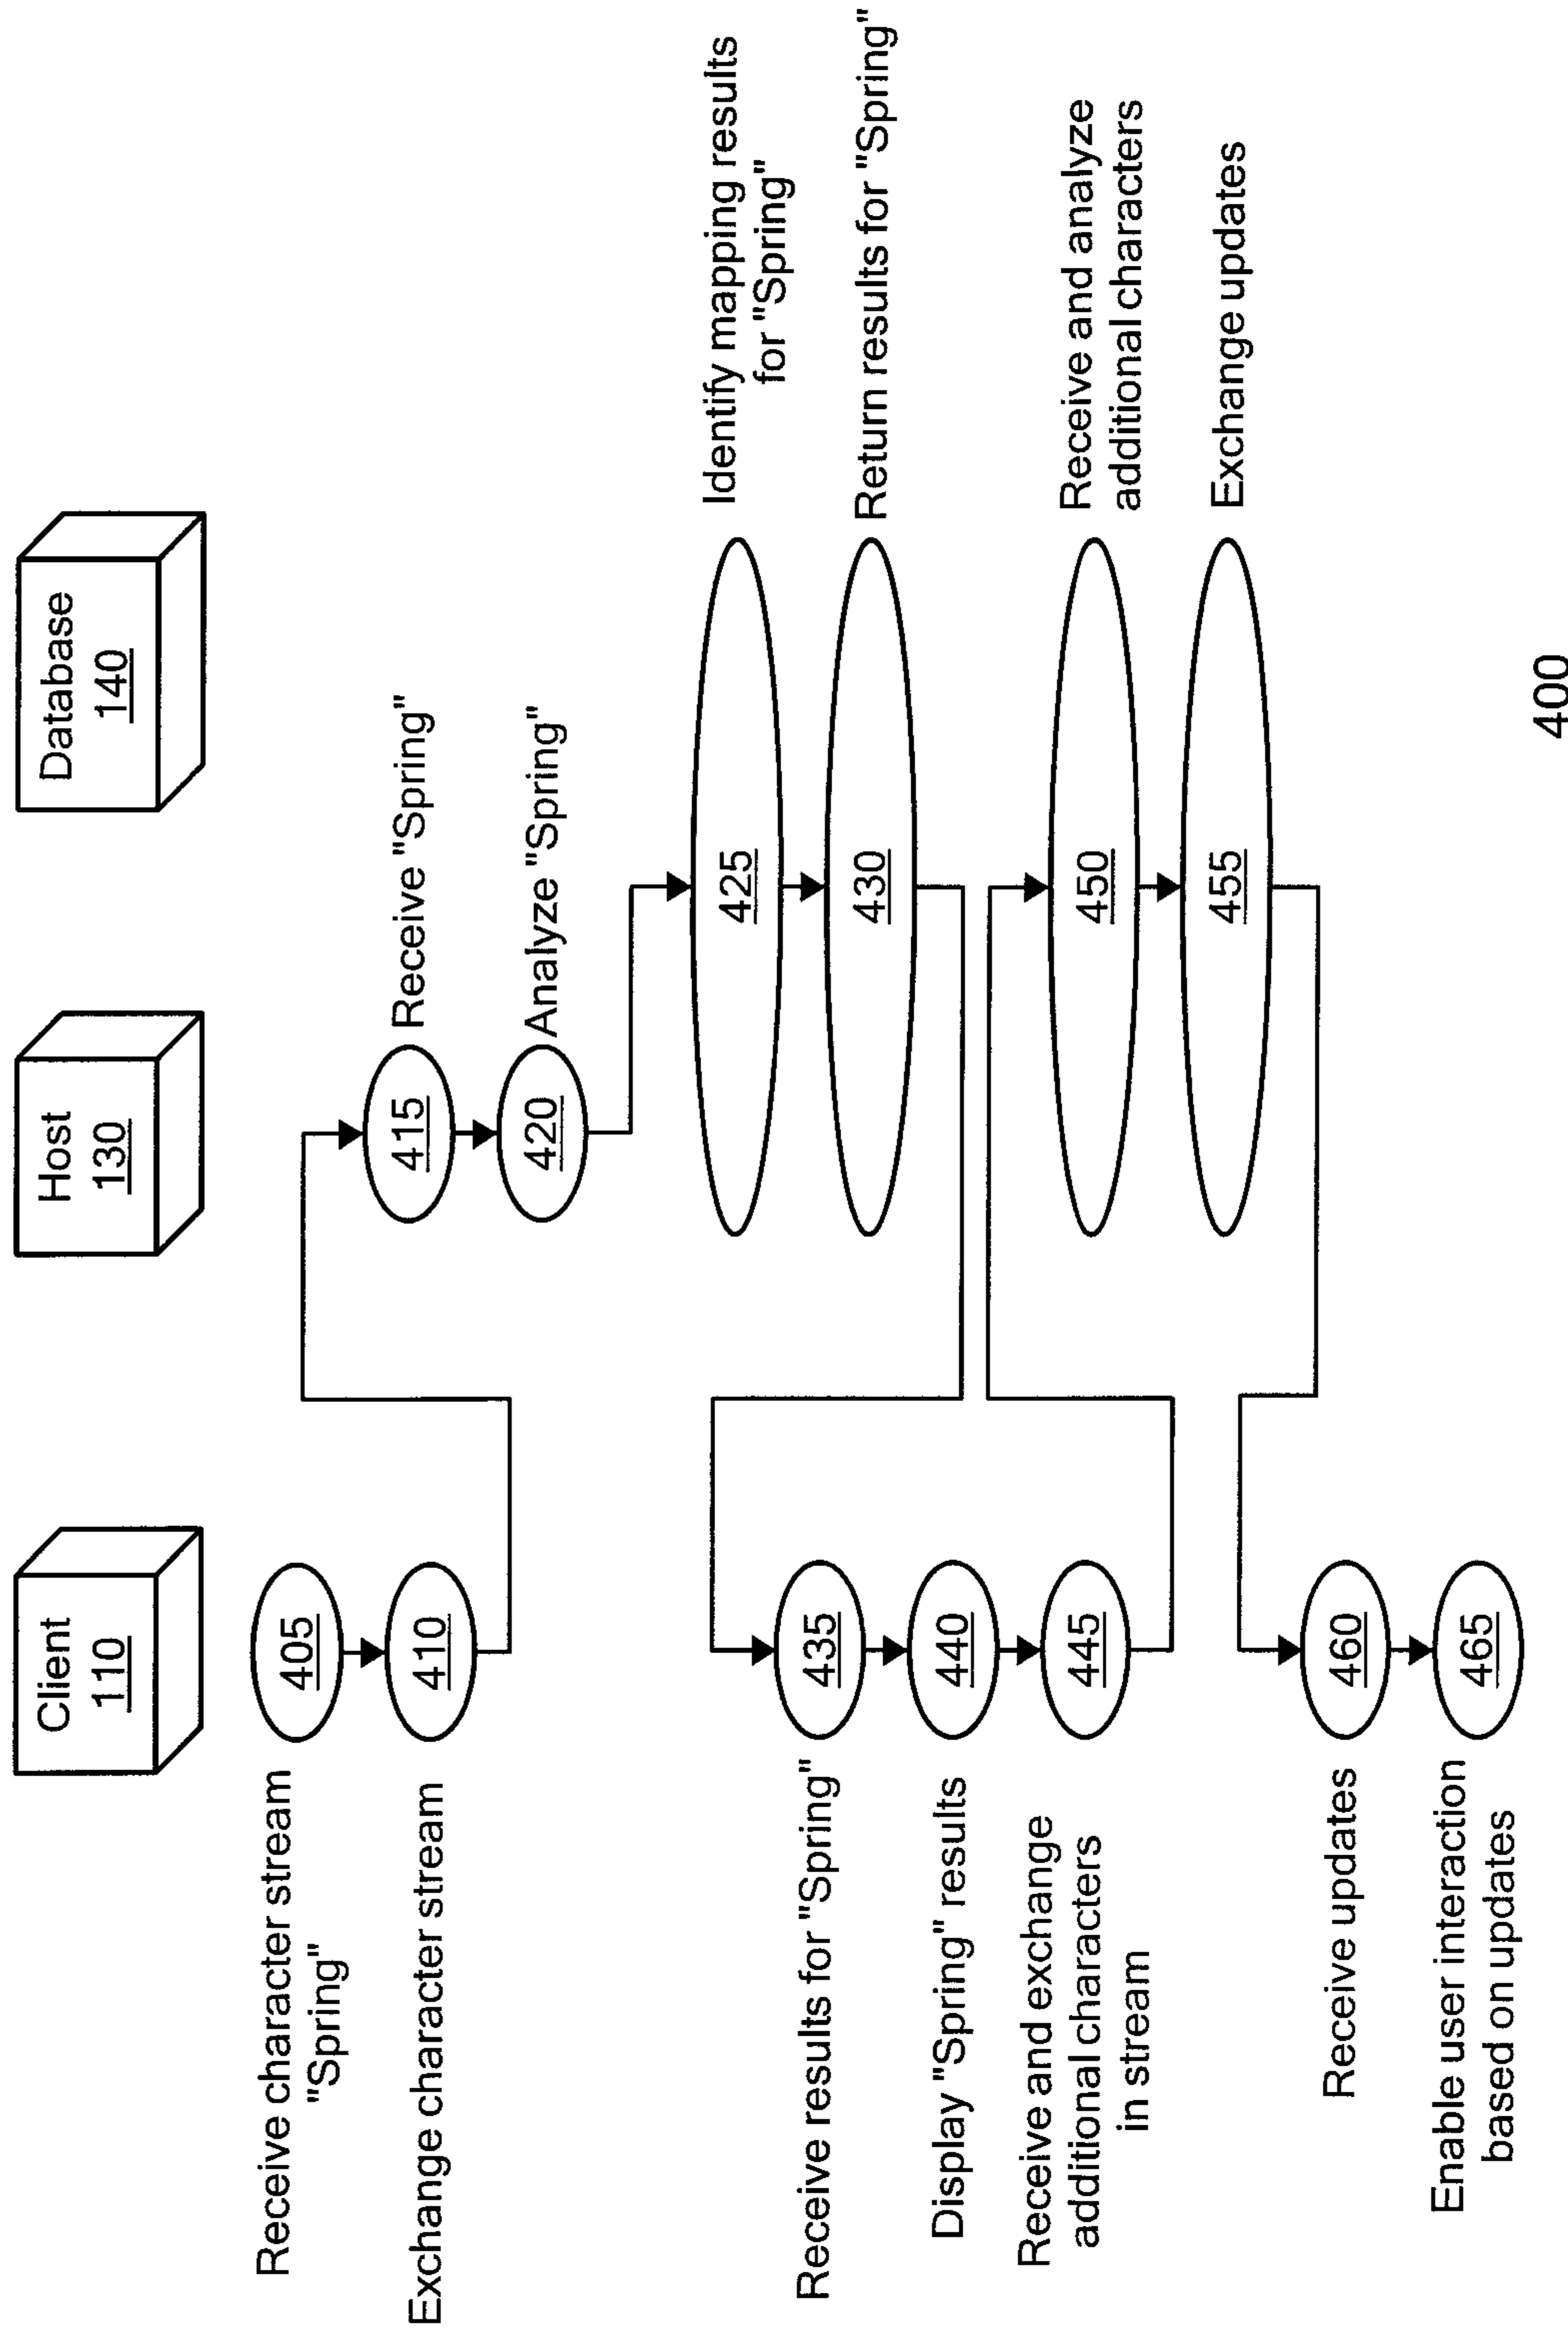 Client
110
Host
130
Database
140
Receive character stream
"Spring"
405
Exchange character stream
410
415
Receive "Spring"
420
Analyze "Spring"
425
Identify mapping results
for "Spring"
430
Return results for "Spring"
Receive results for "Spring"
435
Display "Spring" results
440
Receive and exchange
additional characters
in stream
445
450
Receive and analyze
additional characters
455
Exchange updates
Receive updates
460
Enable user interaction
based on updates
465
400